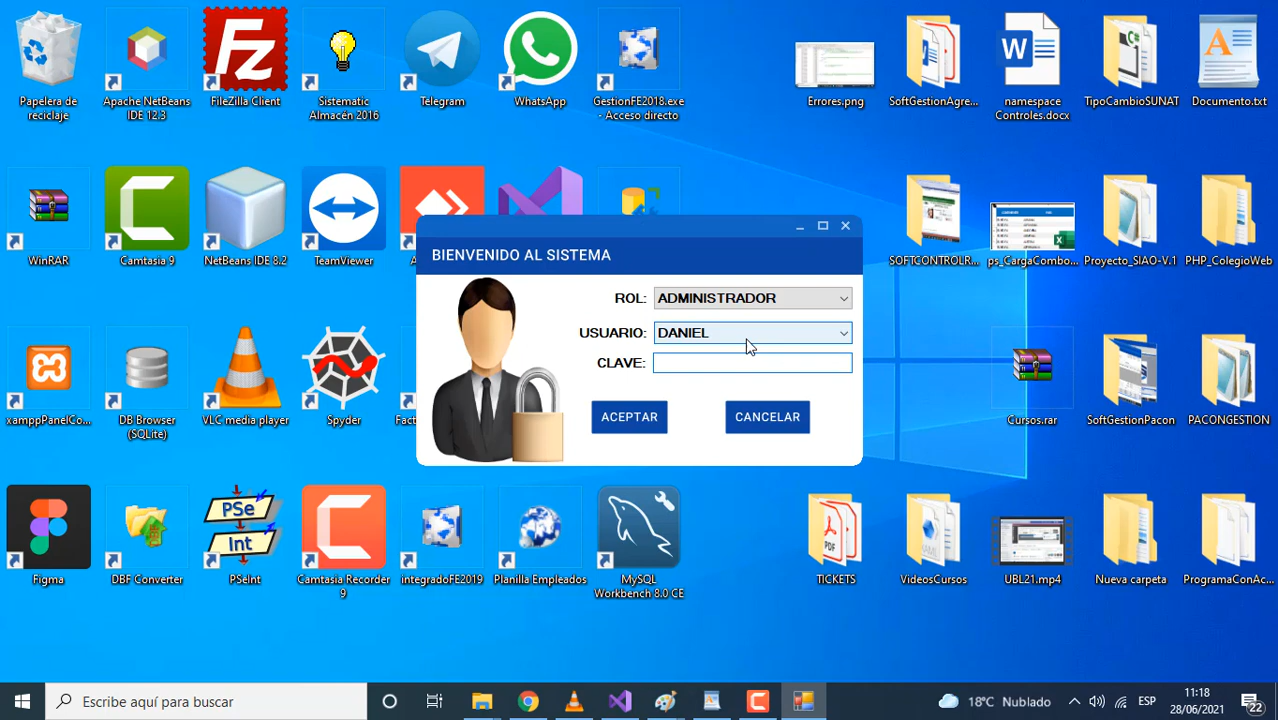 Papelera de
reciclaje
Apache NetBeans
IDE 12.3
FileZilla Client
Sistematic
Almacén 2016
Telegram
WhatsApp
GestionFE2018.exe
- Acceso directo
Errores.png
SoftGestionAgre...
namespace
Controles.docx
TipoCambioSUNAT
Documento.txt
WinRAR
Camtasia 9
NetBeans IDE 8.2
TeamViewer
SOFTCONTROLR...
ps_CargaCombo...
Proyecto_SIAO-V.1
PHP_ColegioWeb
BIENVENIDO AL SISTEMA
ROL: ADMINISTRADOR
USUARIO: DANIEL
CLAVE:
ACEPTAR
CANCELAR
xamppPanelCo...
DB Browser
(SQLite)
VLC media player
Spyder
Cursos.rar
SoftGestionPacon
PACONGESTION
Figma
DBF Converter
PSe
Int
PSeInt
Camtasia Recorder
9
integradoFE2019
Planilla Empleados
MySQL
Workbench 8.0 CE
PDF
TICKETS
VideosCursos
UBL21.mp4
Nueva carpeta
ProgramaConAc...
Escribe aquí para buscar
18°C Nublado
ESP
11:18
28/06/2021
22